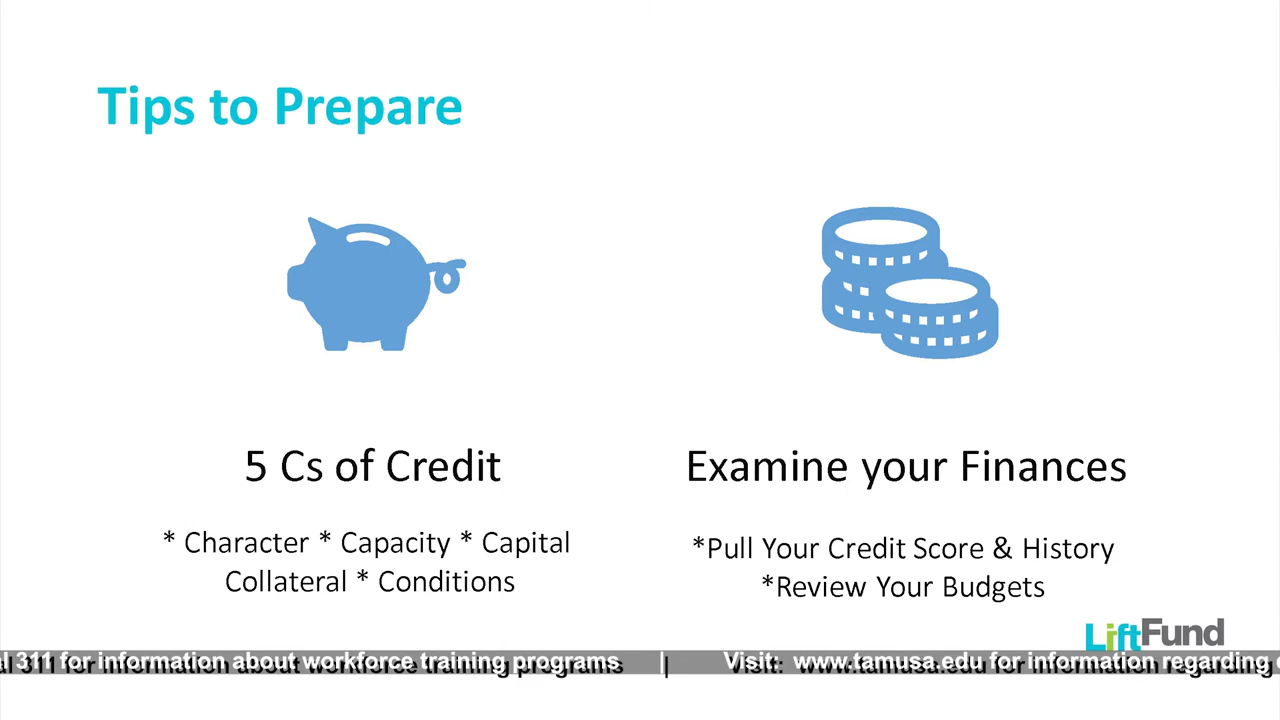 Tips to Prepare
5 Cs of Credit
* Character * Capacity * Capital
Collateral * Conditions
Examine your Finances
*Pull Your Credit Score & History
*Review Your Budgets
LiftFund
311 for information about workforce training programs | Visit: www.tamusa.edu for information regarding